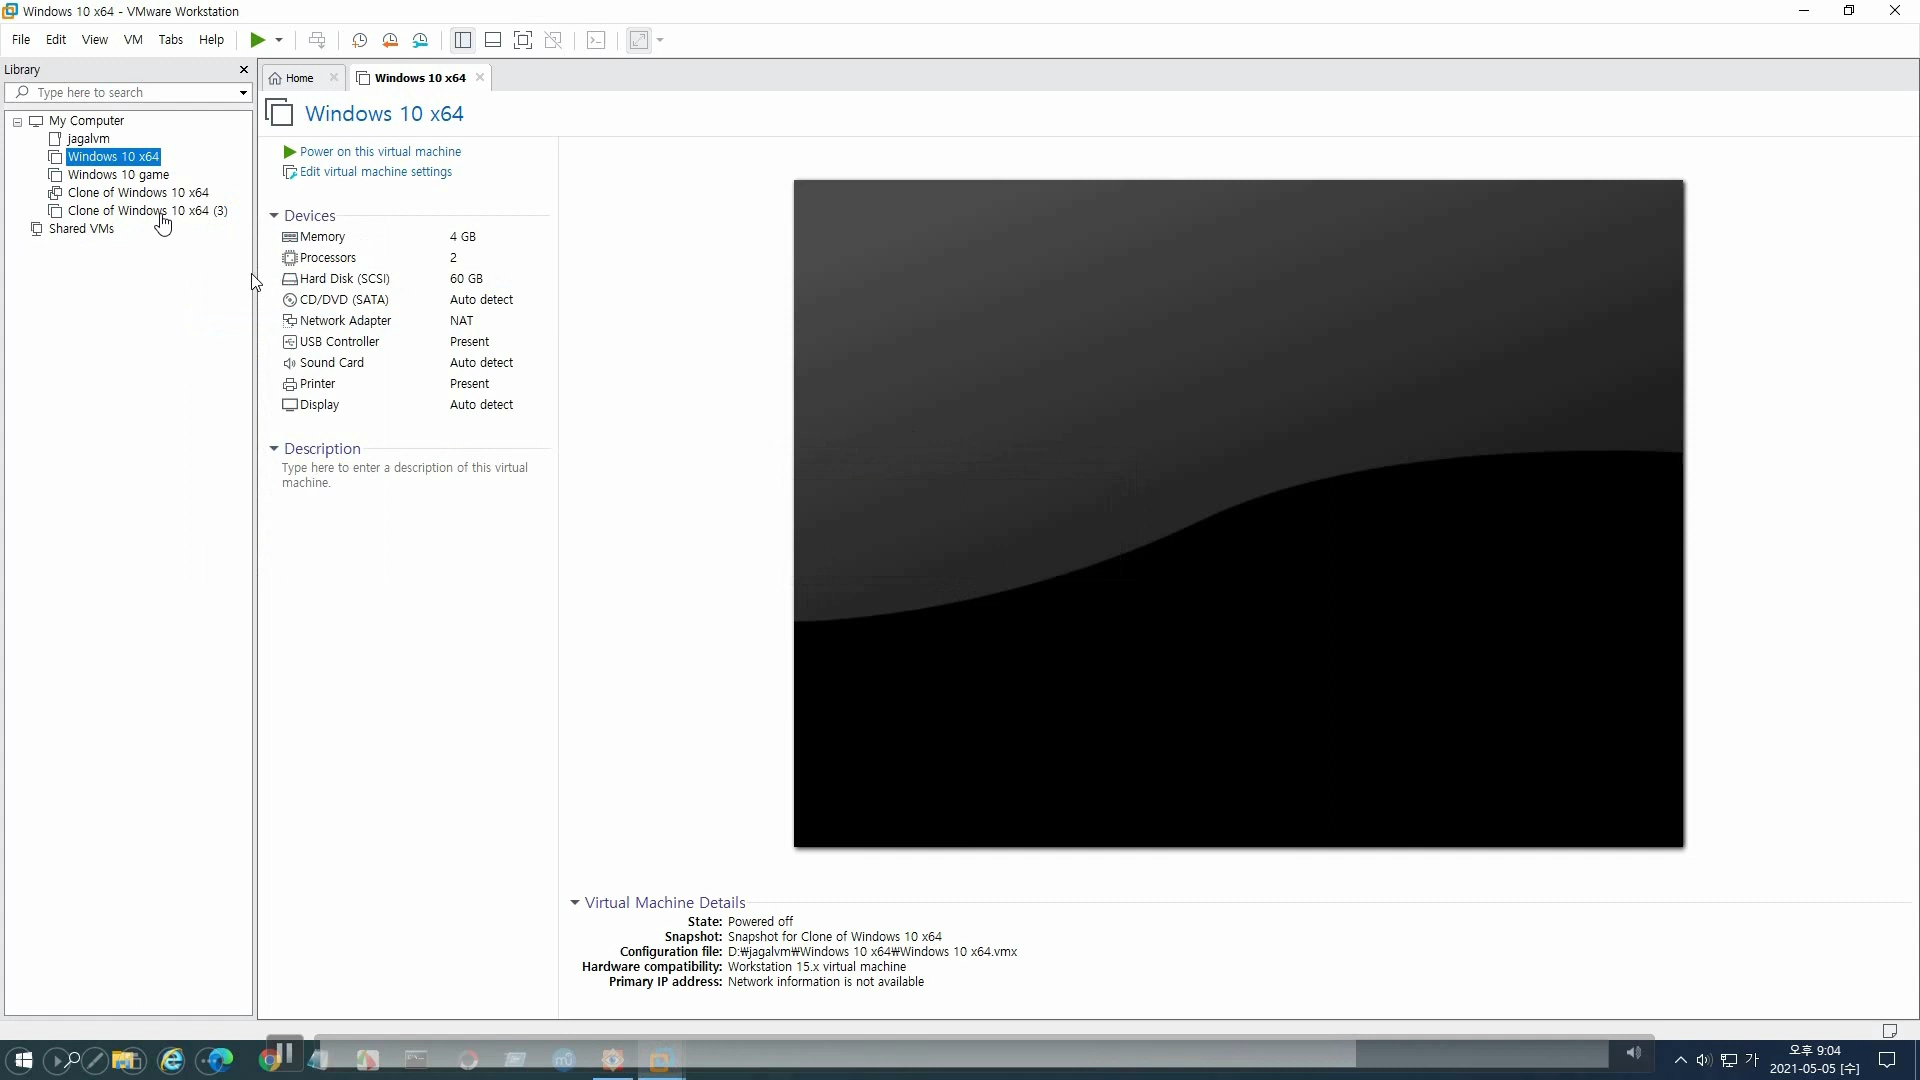 Windows 10 x64 - VMware Workstation
File Edit View VM Tabs Help
Library
Type here to search
My Computer
jagalvm
Windows 10 x64
Windows 10 game
Clone of Windows 10 x64
Clone of Windows 10 x64 (3)
Shared VMs
Home
Windows 10 x64
Windows 10 x64
Power on this virtual machine
Edit virtual machine settings
Devices
Memory 4 GB
Processors 2
Hard Disk (SCSI) 60 GB
CD/DVD (SATA) Auto detect
Network Adapter NAT
USB Controller Present
Sound Card Auto detect
Printer Present
Display Auto detect
Description
Type here to enter a description of this virtual
machine.
Virtual Machine Details
State: Powered off
Snapshot: Snapshot for Clone of Windows 10 x64
Configuration file: D:₩jagalvm₩Windows 10 x64₩Windows 10 x64.vmx
Hardware compatibility: Workstation 15.x virtual machine
Primary IP address: Network information is not available
가
오후 9:04
2021-05-05 [수]